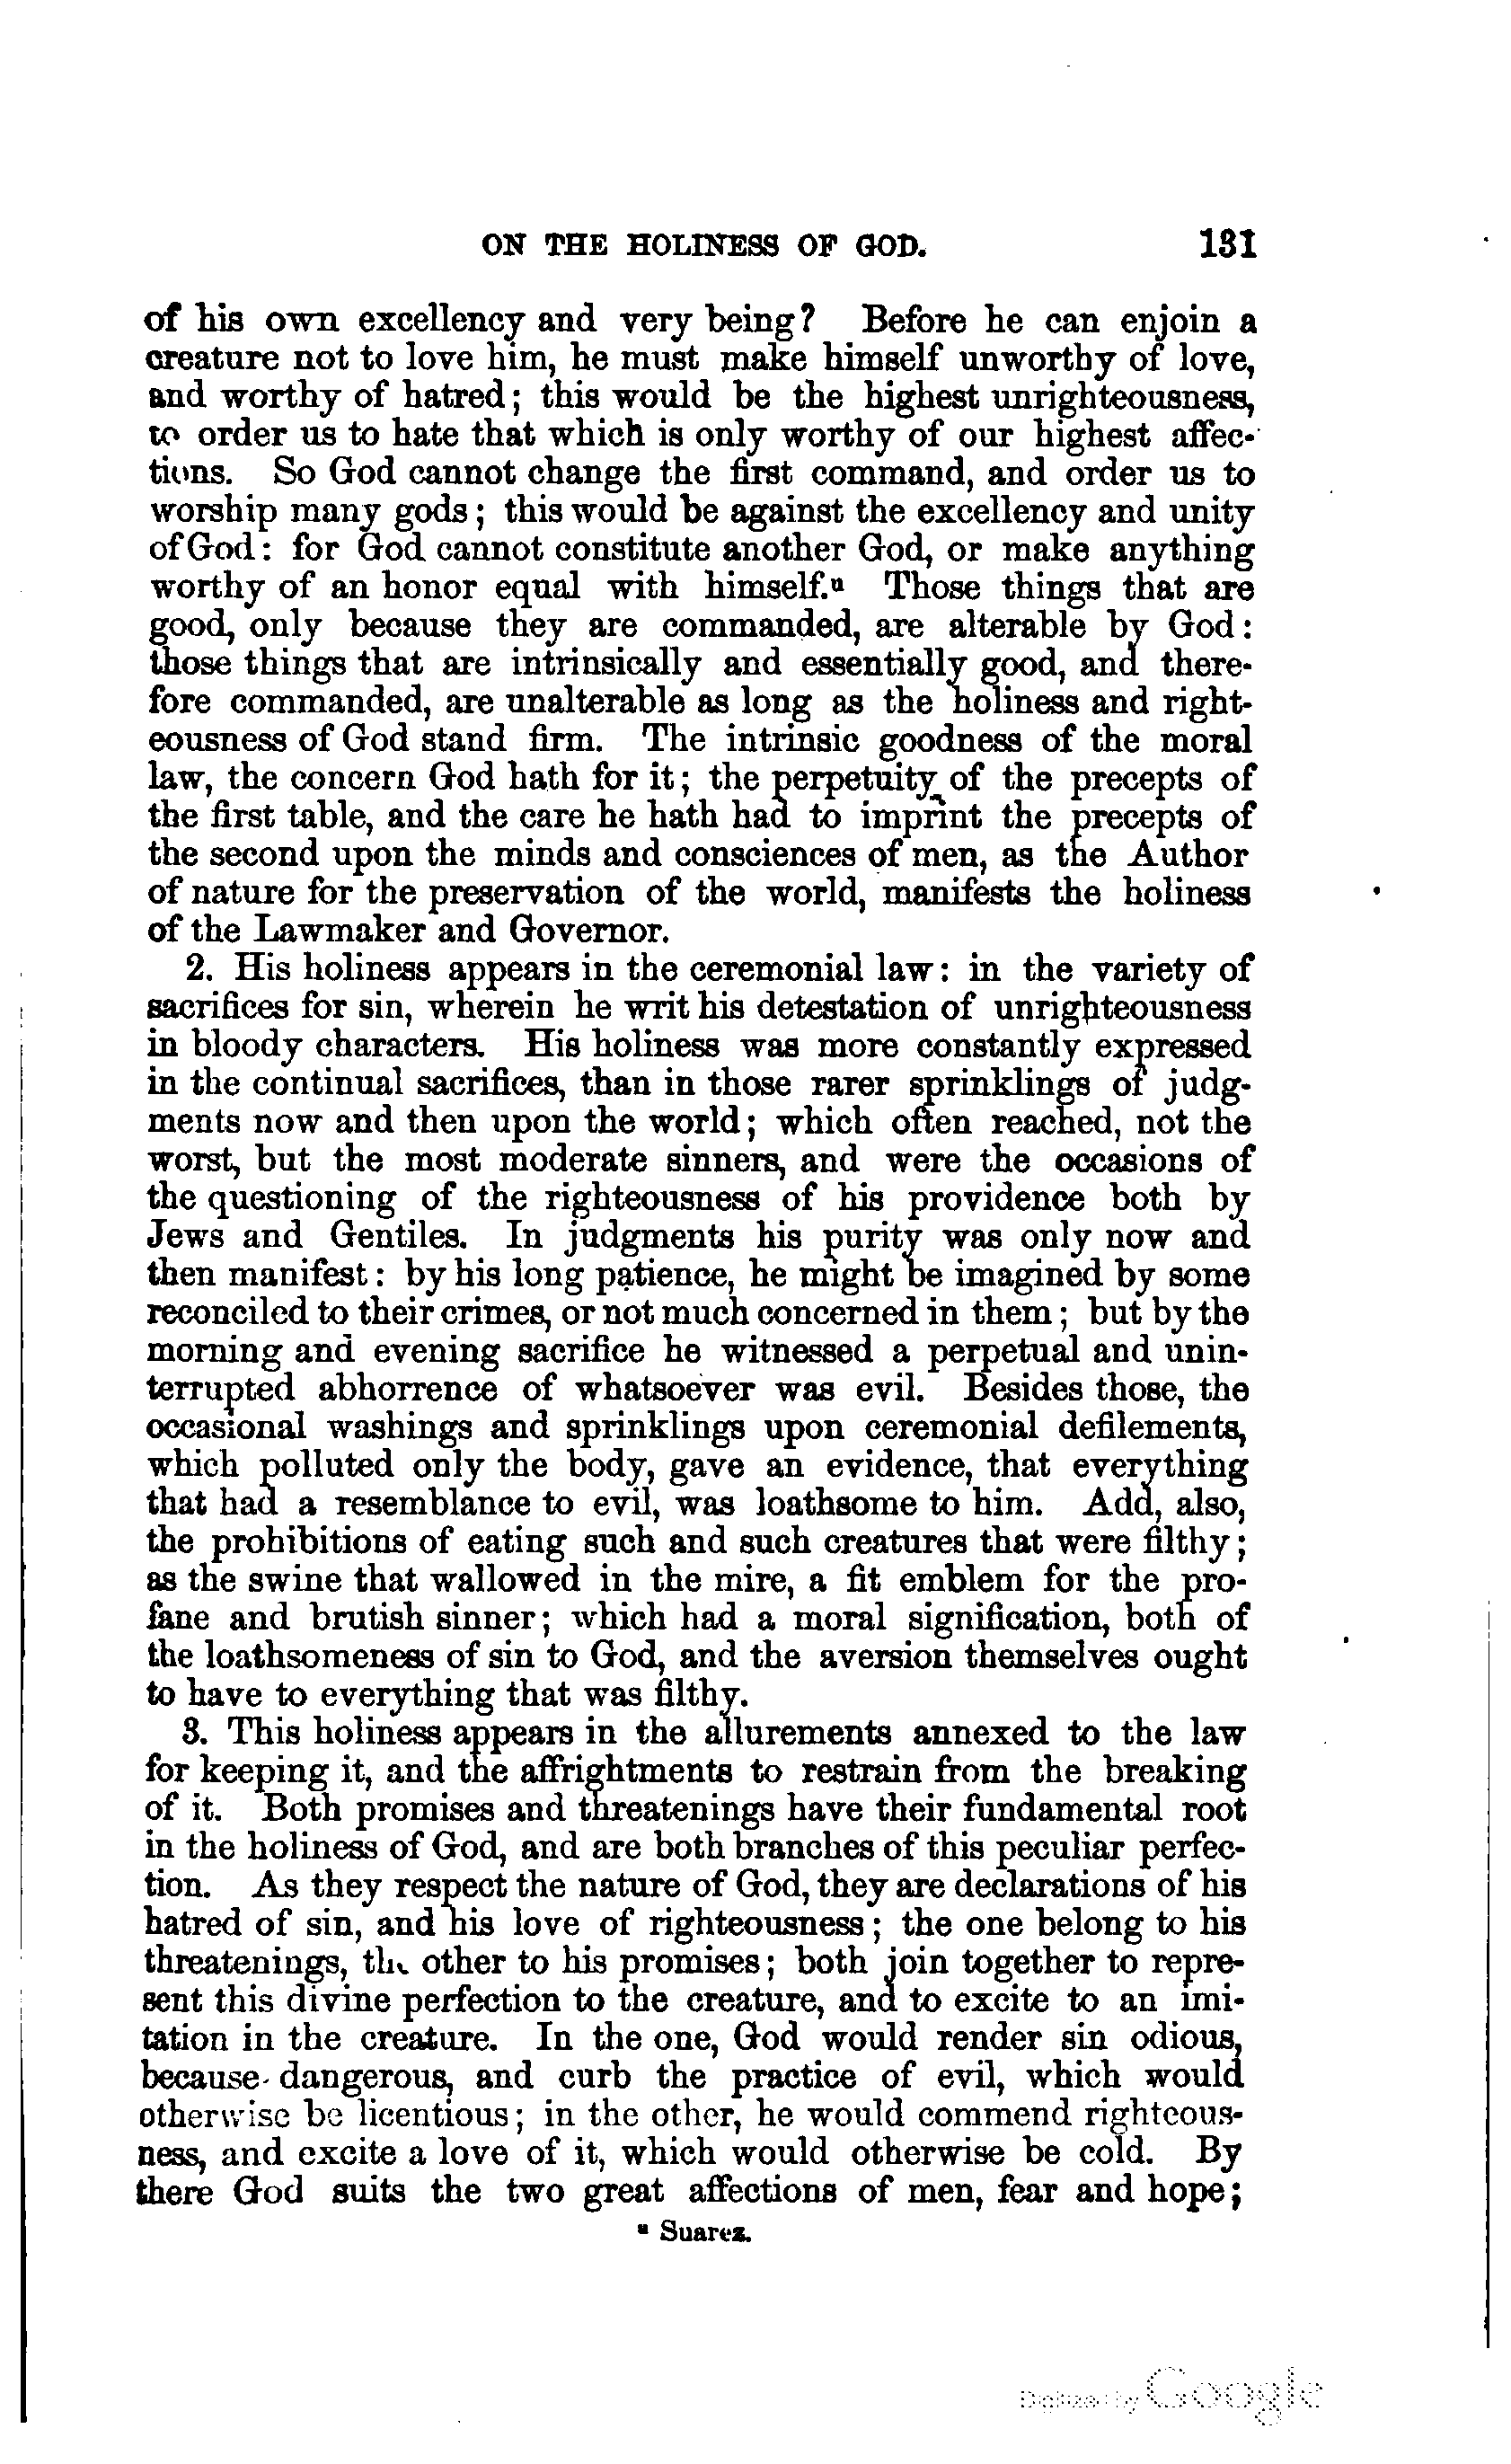 ON THE HOLINESS OF GOD. 131
of his own excellency and very being? Before he can enjoin a
creature not to love him, he must make himself unworthy of love,
and worthy of hatred; this would be the highest unrighteousness,
to order us to hate that which is only worthy of our highest affec-
tions. So God cannot change the first command, and order us to
worship many gods; this would be against the excellency and unity
of God: for God cannot constitute another God, or make anything
worthy of an honor equal with himself.u Those things that are
good, only because they are commanded, are alterable by God:
those things that are intrinsically and essentially good, and there-
fore commanded, are unalterable as long as the holiness and right-
eousness of God stand firm. The intrinsic goodness of the moral
law, the concern God hath for it; the perpetuity of the precepts of
the first table, and the care he hath had to imprint the precepts of
the second upon the minds and consciences of men, as the Author
of nature for the preservation of the world, manifests the holiness
of the Lawmaker and Governor.
2. His holiness appears in the ceremonial law: in the variety of
sacrifices for sin, wherein he writ his detestation of unrighteousness
in bloody characters. His holiness was more constantly expressed
in the continual sacrifices, than in those rarer sprinklings of judg-
ments now and then upon the world; which often reached, not the
worst, but the most moderate sinners, and were the occasions of
the questioning of the righteousness of his providence both by
Jews and Gentiles. In judgments his purity was only now and
then manifest: by his long patience, he might be imagined by some
reconciled to their crimes, or not much concerned in them; but by the
morning and evening sacrifice he witnessed a perpetual and unin-
terrupted abhorrence of whatsoever was evil. Besides those, the
occasional washings and sprinklings upon ceremonial defilements,
which polluted only the body, gave an evidence, that everything
that had a resemblance to evil, was loathsome to him. Add, also,
the prohibitions of eating such and such creatures that were filthy;
as the swine that wallowed in the mire, a fit emblem for the pro-
fane and brutish sinner; which had a moral signification, both of
the loathsomeness of sin to God, and the aversion themselves ought
to have to everything that was filthy.
3. This holiness appears in the allurements annexed to the law
for keeping it, and the affrightments to restrain from the breaking
of it. Both promises and threatenings have their fundamental root
in the holiness of God, and are both branches of this peculiar perfec-
tion. As they respect the nature of God, they are declarations of his
hatred of sin, and his love of righteousness; the one belong to his
threatenings, the other to his promises; both join together to repre-
sent this divine perfection to the creature, and to excite to an imi-
tation in the creature. In the one, God would render sin odious,
because dangerous, and curb the practice of evil, which would
otherwise be licentious; in the other, he would commend righteous-
ness, and excite a love of it, which would otherwise be cold. By
there God suits the two great affections of men, fear and hope;
u Suarez.
Digitized by Google